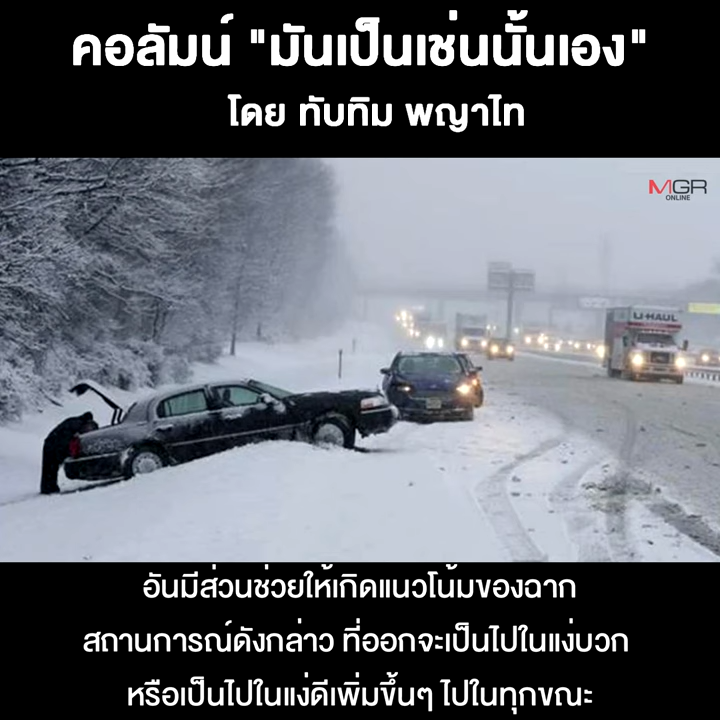 คอลัมน์ "มันเป็นเช่นนั้นเอง"
โดย ทับทิม พญาไท
MGR
ONLINE
U-HAUL
อันมีส่วนช่วยให้เกิดแนวโน้มของฉาก
สถานการณ์ดังกล่าว ที่ออกจะเป็นไปในแง่บวก
หรือเป็นไปในแง่ดีเพิ่มขึ้นๆ ไปในทุกขณะ